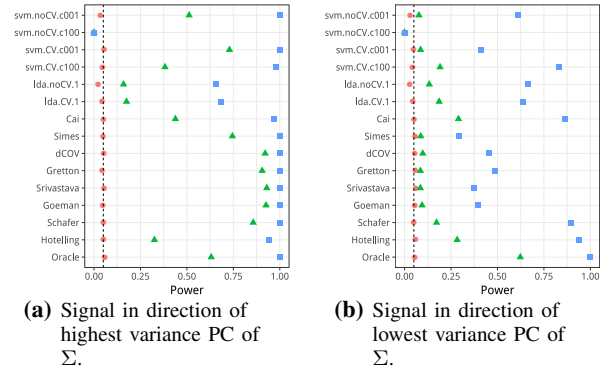 svm.noCV.c001
svm.noCV.c100
svm.CV.c001
svm.CV.c100
lda.noCV.1
lda.CV.1
Cai
Simes
dCOV
Gretton
Srivastava
Goeman
Schafer
Hotelling
Oracle
0.00 0.25 0.50 0.75 1.00
Power
(a) Signal in direction of
highest variance PC of
Σ.
svm.noCV.c001
svm.noCV.c100
svm.CV.c001
svm.CV.c100
lda.noCV.1
lda.CV.1
Cai
Simes
dCOV
Gretton
Srivastava
Goeman
Schafer
Hotelling
Oracle
0.00 0.25 0.50 0.75 1.00
Power
(b) Signal in direction of
lowest variance PC of
Σ.